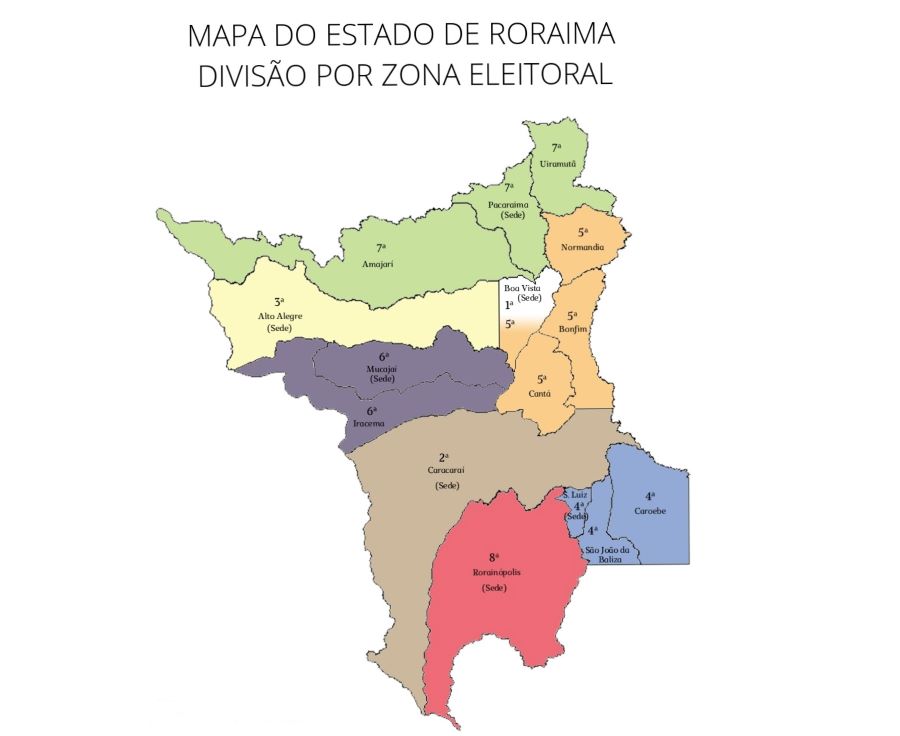 MAPA DO ESTADO DE RORAIMA
DIVISÃO POR ZONA ELEITORAL
7ª
Uiramutã
7ª
Pacaraima
(Sede)
5ª
Normandia
7ª
Amajari
Boa Vista
(Sede)
1ª
5ª
3ª
Alto Alegre
(Sede)
5ª
Bonfim
6ª
Mucajaí
(Sede)
5ª
Cantá
6ª
Iracema
2ª
Caracaraí
(Sede)
S. Luiz
4ª
(Sede)
4ª
Caroebe
4ª
São João da
Baliza
8ª
Rorainópolis
(Sede)